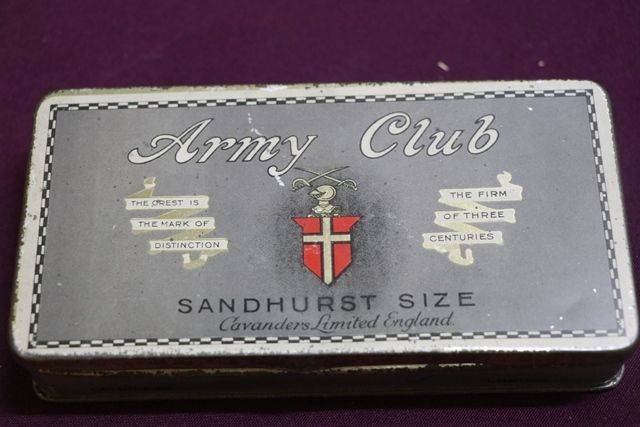 Army Club
THE CREST IS
THE MARK OF
DISTINCTION
THE FIRM
OF THREE
CENTURIES
SANDHURST SIZE
Cavanders Limited England.